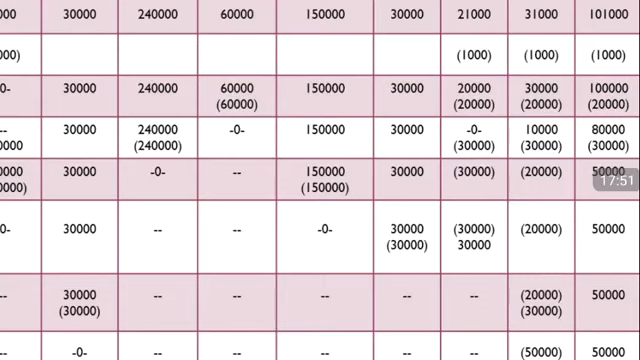 000 30000 240000 60000 150000 30000 21000 31000 101000
000) (1000) (1000) (1000)
0- 30000 240000 60000 150000 30000 20000 30000 100000
(60000) (20000) (20000) (20000)
-- 30000 240000 -0- 150000 30000 -0- 10000 80000
0000 (240000) (30000) (30000) (30000)
0000 30000 -0- -- 150000 30000 (30000) (20000) 50000
0000) (150000)
17:51
0- 30000 -- -- -0- 30000 (30000) (20000) 50000
(30000) 30000
-- 30000 -- -- -- -- -- (20000) 50000
(30000) (30000)
-- -0- -- -- -- -- -- (50000) 50000